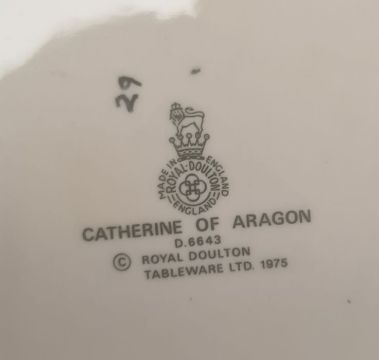 29
MADE IN ENGLAND
ROYAL·DOULTON
ENGLAND
CATHERINE OF ARAGON
D.6643
© ROYAL DOULTON
TABLEWARE LTD. 1975